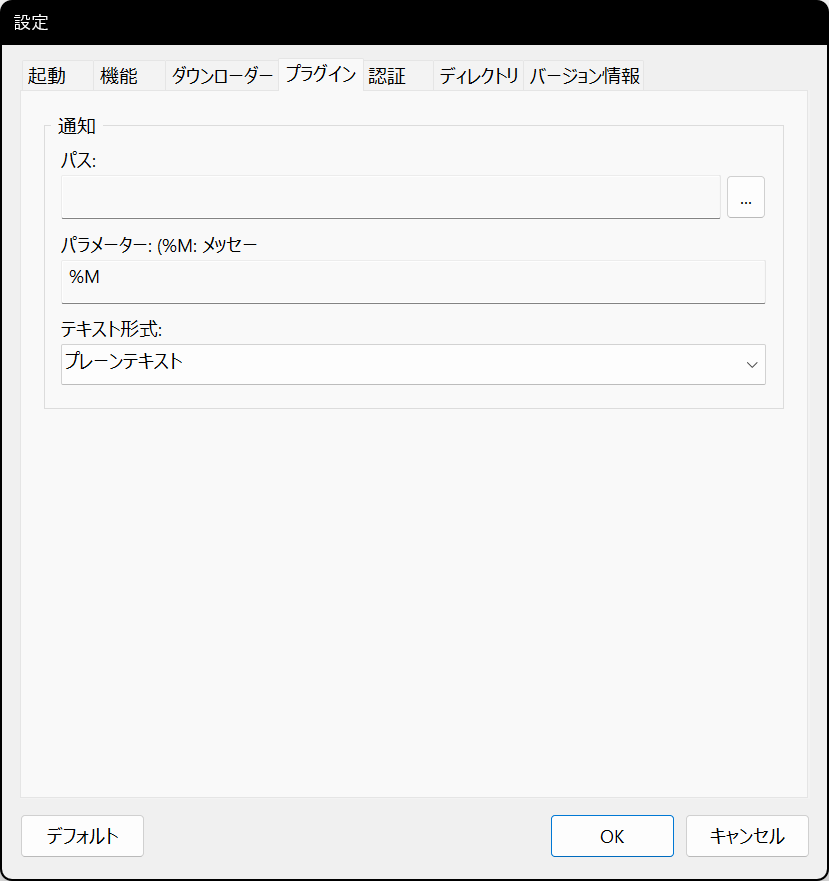 設定
起動 機能 ダウンローダー プラグイン 認証 ディレクトリ バージョン情報
通知
パス:
...
パラメーター: (%M: メッセー
%M
テキスト形式:
プレーンテキスト
デフォルト OK キャンセル